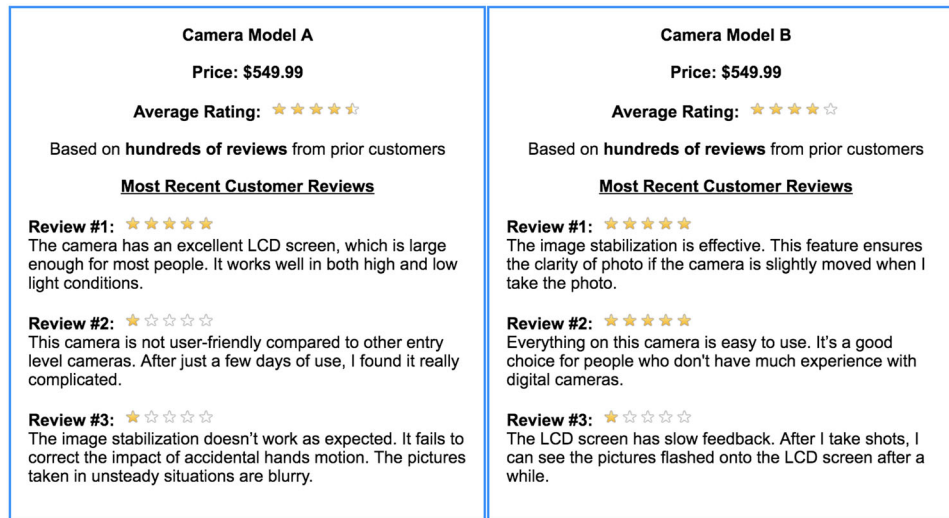 Camera Model A
Price: $549.99
Average Rating:
Based on hundreds of reviews from prior customers
Most Recent Customer Reviews
Review #1:
The camera has an excellent LCD screen, which is large
enough for most people. It works well in both high and low
light conditions.
Review #2:
This camera is not user-friendly compared to other entry
level cameras. After just a few days of use, I found it really
complicated.
Review #3:
The image stabilization doesn’t work as expected. It fails to
correct the impact of accidental hands motion. The pictures
taken in unsteady situations are blurry.
Camera Model B
Price: $549.99
Average Rating:
Based on hundreds of reviews from prior customers
Most Recent Customer Reviews
Review #1:
The image stabilization is effective. This feature ensures
the clarity of photo if the camera is slightly moved when I
take the photo.
Review #2:
Everything on this camera is easy to use. It’s a good
choice for people who don't have much experience with
digital cameras.
Review #3:
The LCD screen has slow feedback. After I take shots, I
can see the pictures flashed onto the LCD screen after a
while.